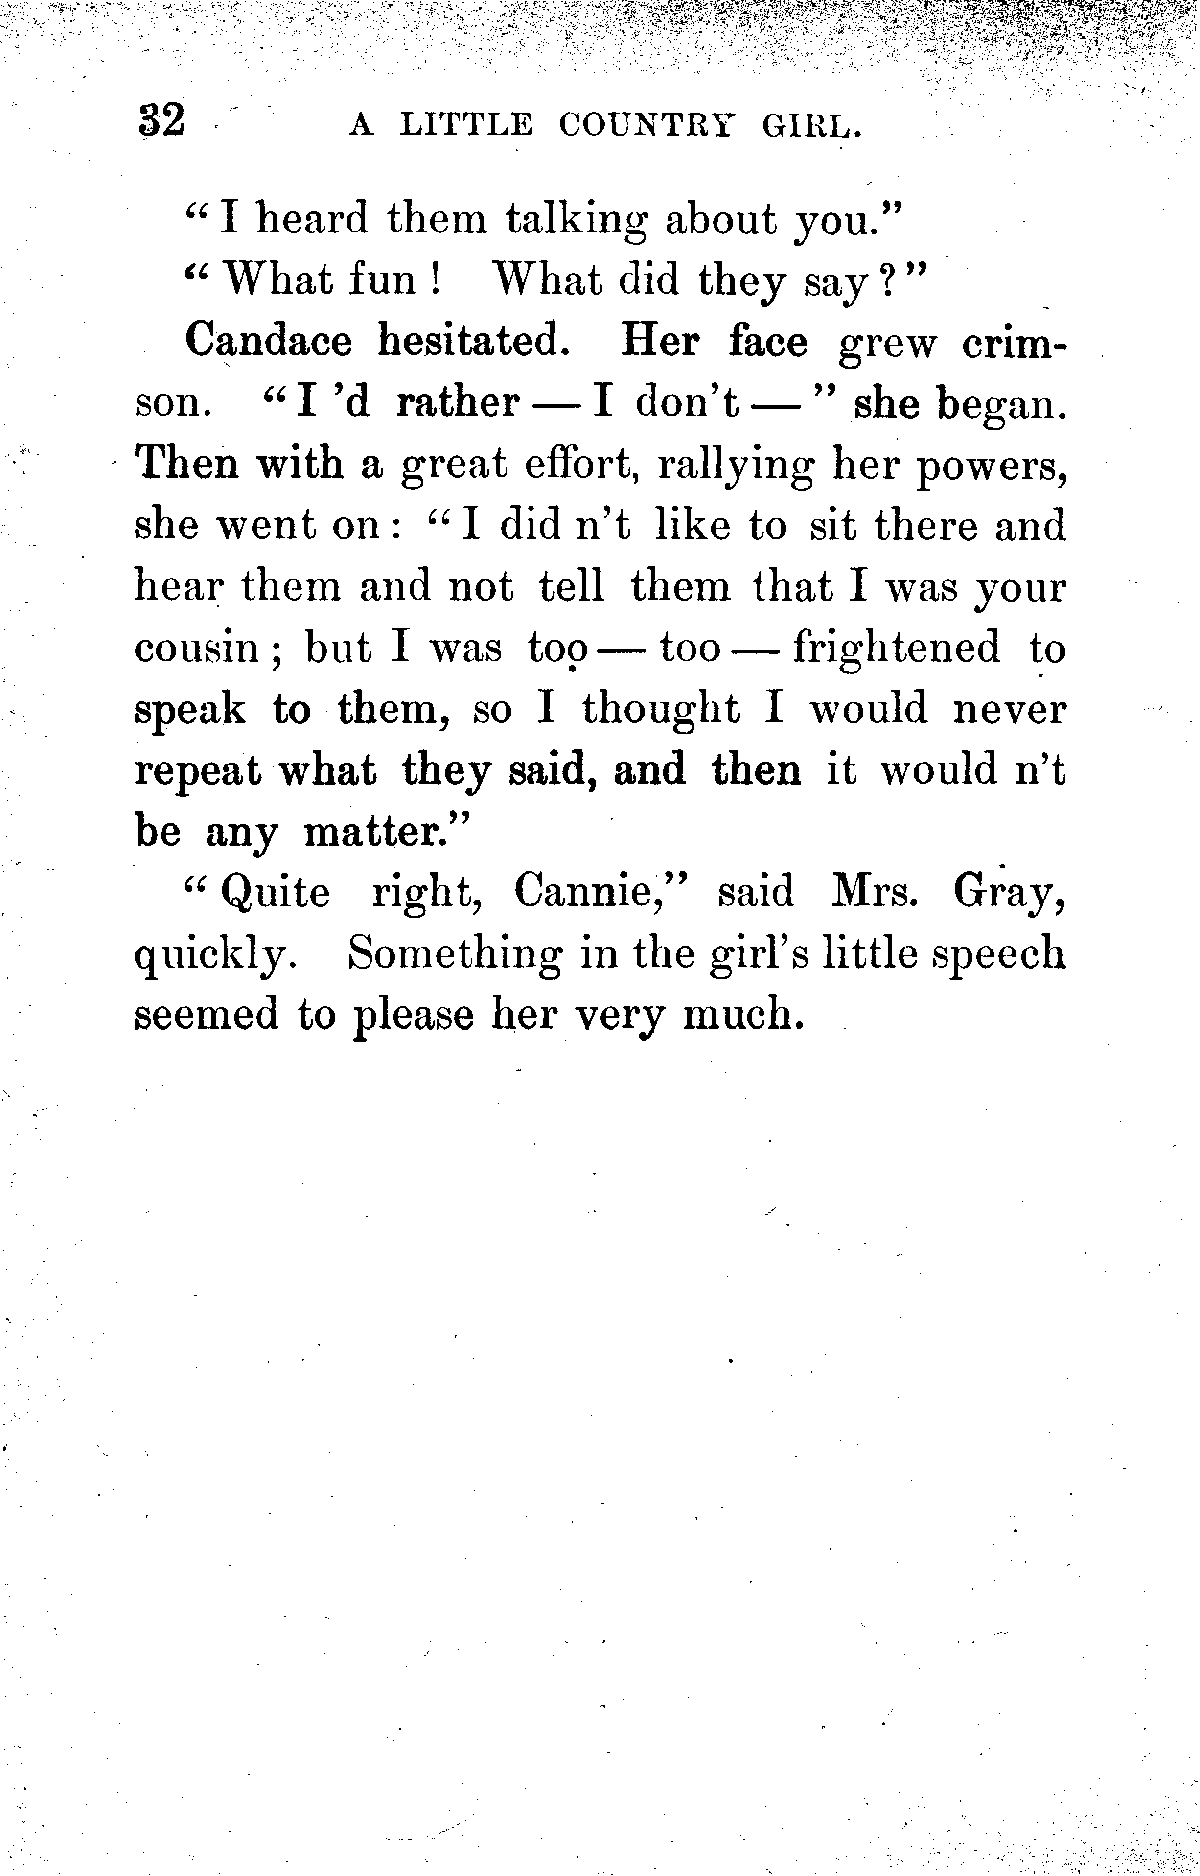 32 A LITTLE COUNTRY GIRL.
“ I heard them talking about you.”
“ What fun ! What did they say ? ”
Candace hesitated. Her face grew crim-
son. “ I ’d rather — I don’t — ” she began.
Then with a great effort, rallying her powers,
she went on : “ I did n’t like to sit there and
hear them and not tell them that I was your
cousin ; but I was too — too — frightened to
speak to them, so I thought I would never
repeat what they said, and then it would n’t
be any matter.”
“ Quite right, Cannie,” said Mrs. Gray,
quickly. Something in the girl’s little speech
seemed to please her very much.